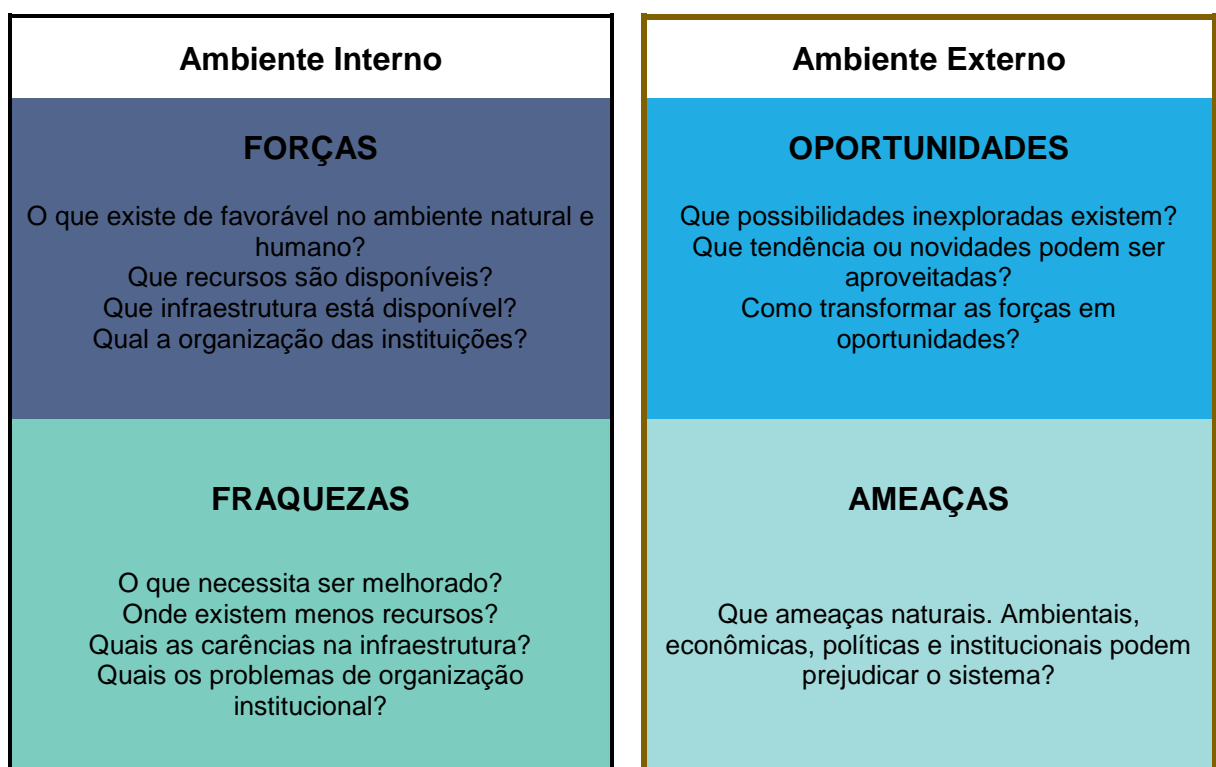 Ambiente Interno
FORÇAS
O que existe de favorável no ambiente natural e
humano?
Que recursos são disponíveis?
Que infraestrutura está disponível?
Qual a organização das instituições?
FRAQUEZAS
O que necessita ser melhorado?
Onde existem menos recursos?
Quais as carências na infraestrutura?
Quais os problemas de organização
institucional?
Ambiente Externo
OPORTUNIDADES
Que possibilidades inexploradas existem?
Que tendência ou novidades podem ser
aproveitadas?
Como transformar as forças em
oportunidades?
AMEAÇAS
Que ameaças naturais. Ambientais,
econômicas, políticas e institucionais podem
prejudicar o sistema?